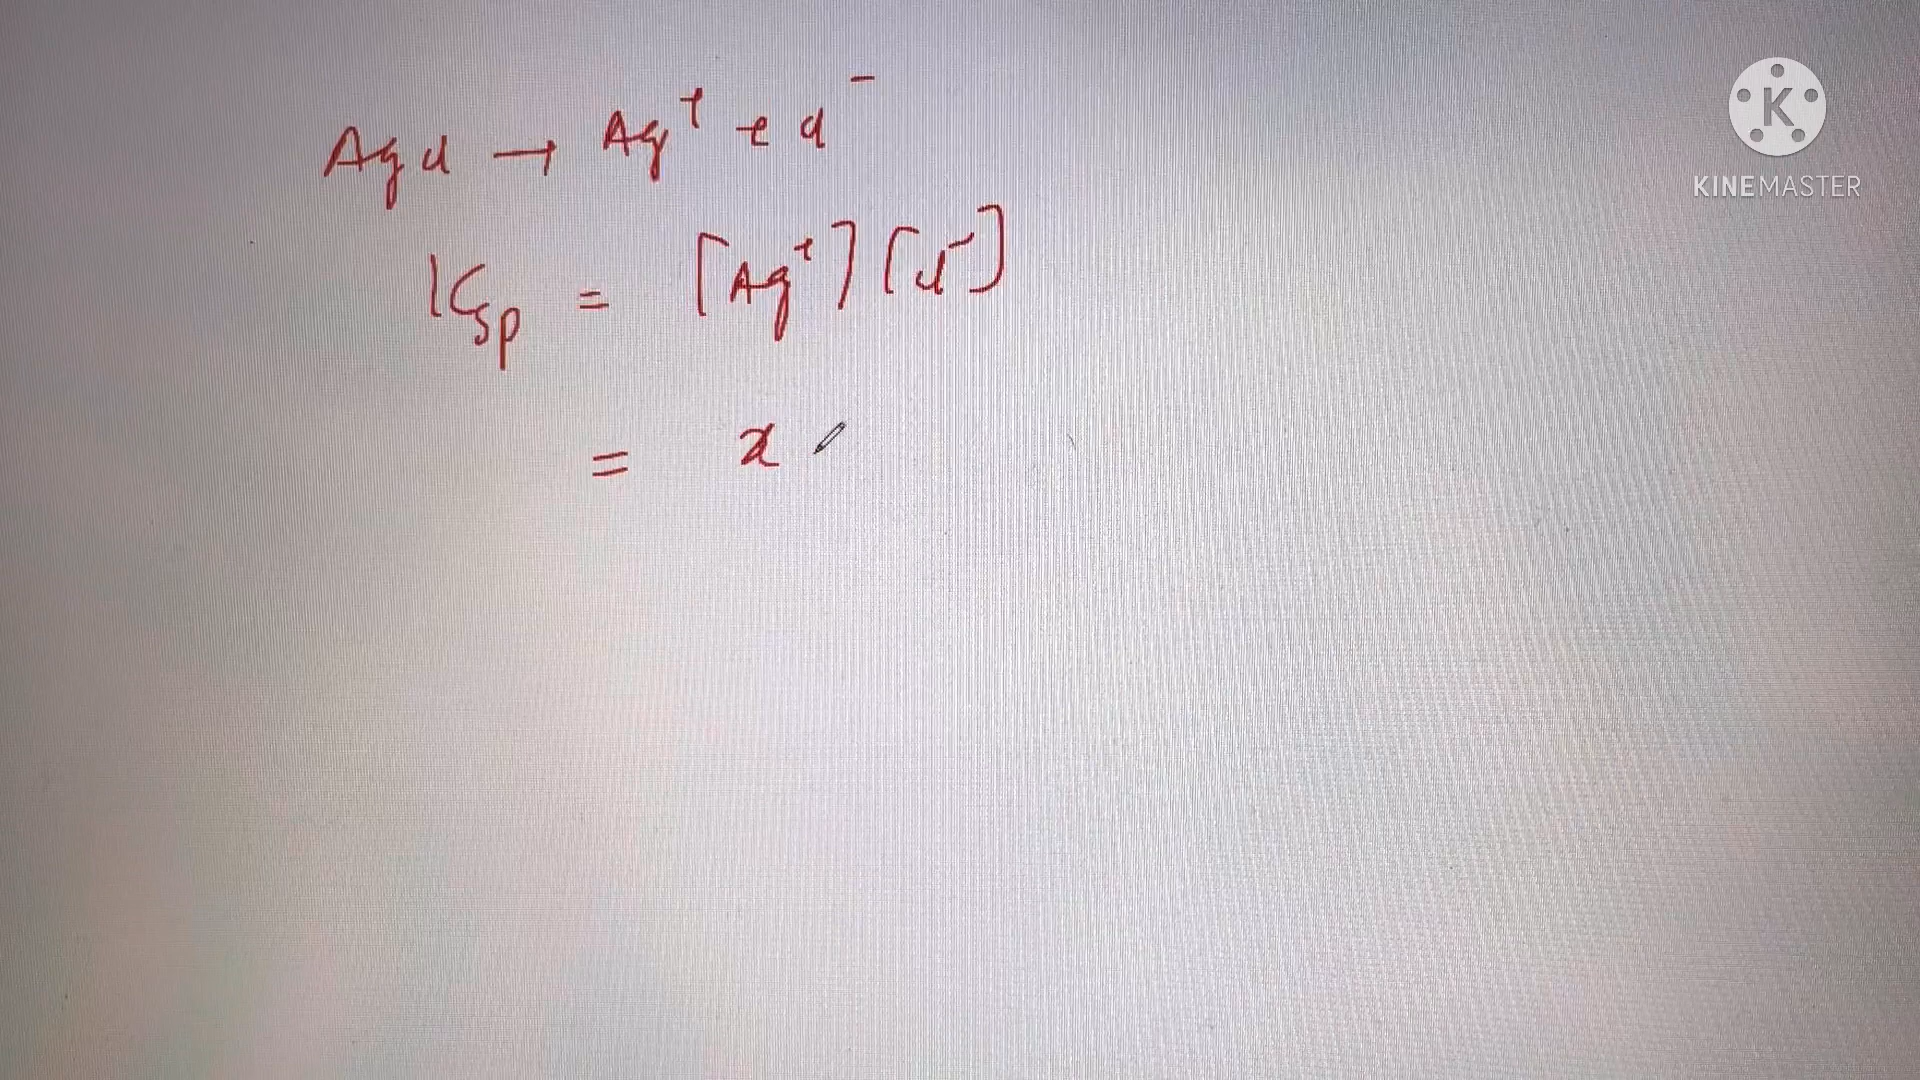 AgCl → Ag⁺ + Cl⁻
Ksp = [Ag⁺] [Cl⁻]
= x
KINEMASTER